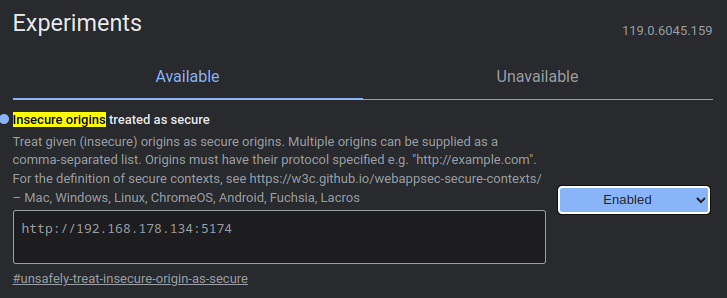 Experiments
119.0.6045.159
Available
Unavailable
Insecure origins treated as secure
Treat given (insecure) origins as secure origins. Multiple origins can be supplied as a
comma-separated list. Origins must have their protocol specified e.g. "http://example.com".
For the definition of secure contexts, see https://w3c.github.io/webappsec-secure-contexts/
– Mac, Windows, Linux, ChromeOS, Android, Fuchsia, Lacros
Enabled
http://192.168.178.134:5174
#unsafely-treat-insecure-origin-as-secure